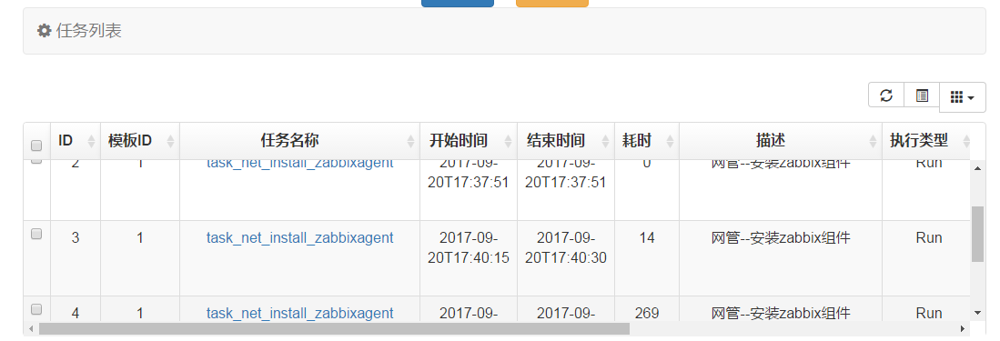 任务列表
ID 模板ID 任务名称 开始时间 结束时间 耗时 描述 执行类型
2 1 task_net_install_zabbixagent 2017-09- 2017-09- 0 网管--安装zabbix组件 Run
20T17:37:51 20T17:37:51
3 1 task_net_install_zabbixagent 2017-09- 2017-09- 14 网管--安装zabbix组件 Run
20T17:40:15 20T17:40:30
4 1 task_net_install_zabbixagent 2017-09- 2017-09- 269 网管--安装zabbix组件 Run